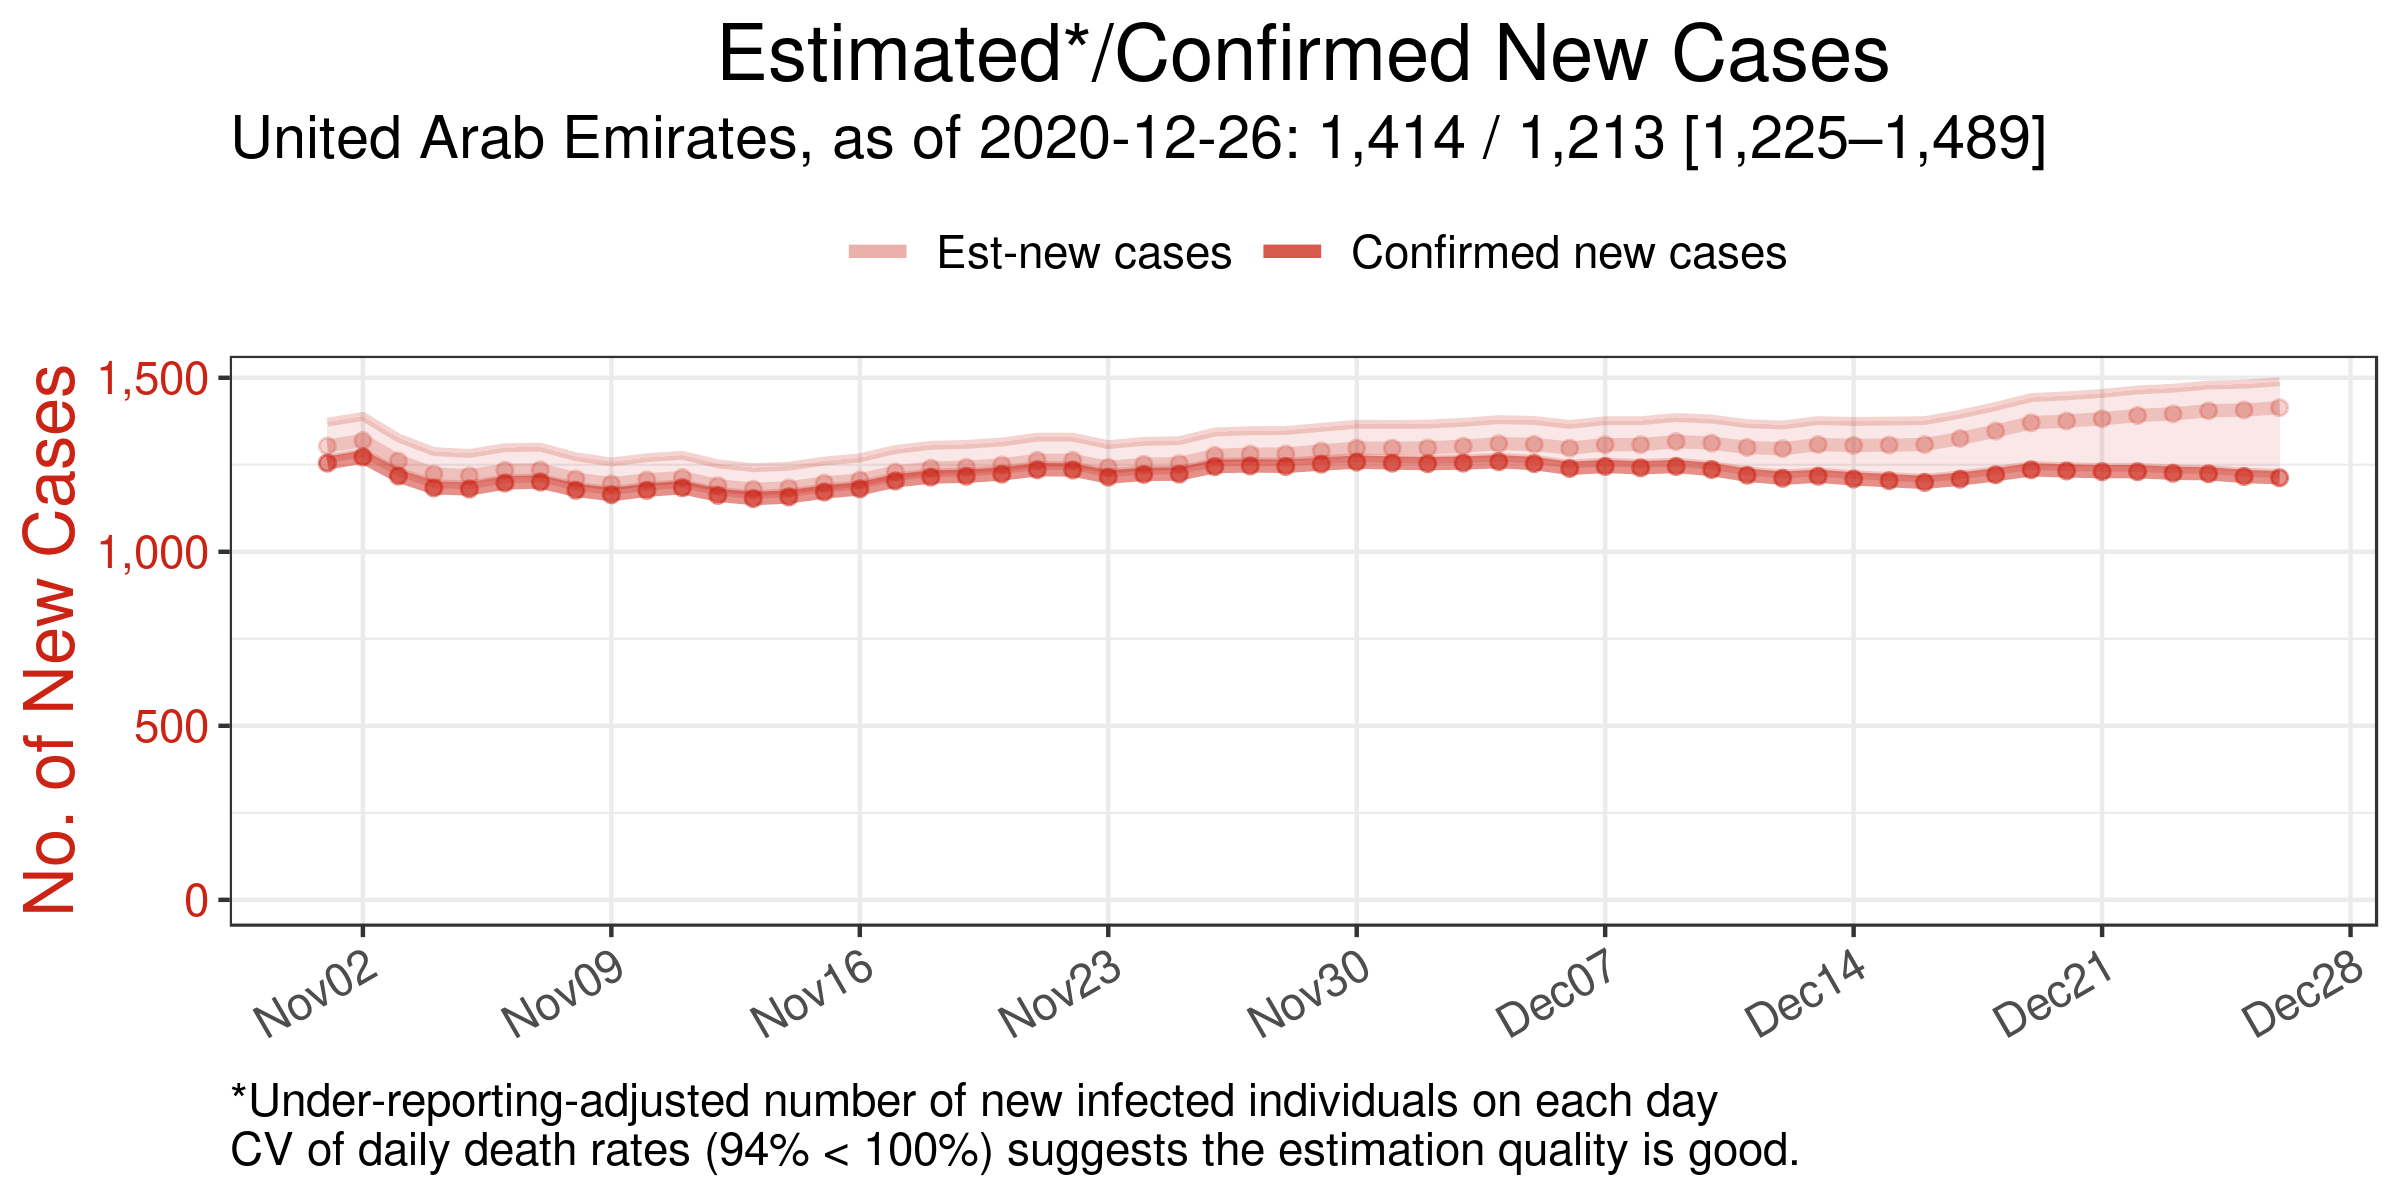 Estimated*/Confirmed New Cases
United Arab Emirates, as of 2020-12-26: 1,414 / 1,213 [1,225–1,489]
Est-new cases Confirmed new cases
No. of New Cases
1,500
1,000
500
0
Nov02 Nov09 Nov16 Nov23 Nov30 Dec07 Dec14 Dec21 Dec28
*Under-reporting-adjusted number of new infected individuals on each day
CV of daily death rates (94% < 100%) suggests the estimation quality is good.